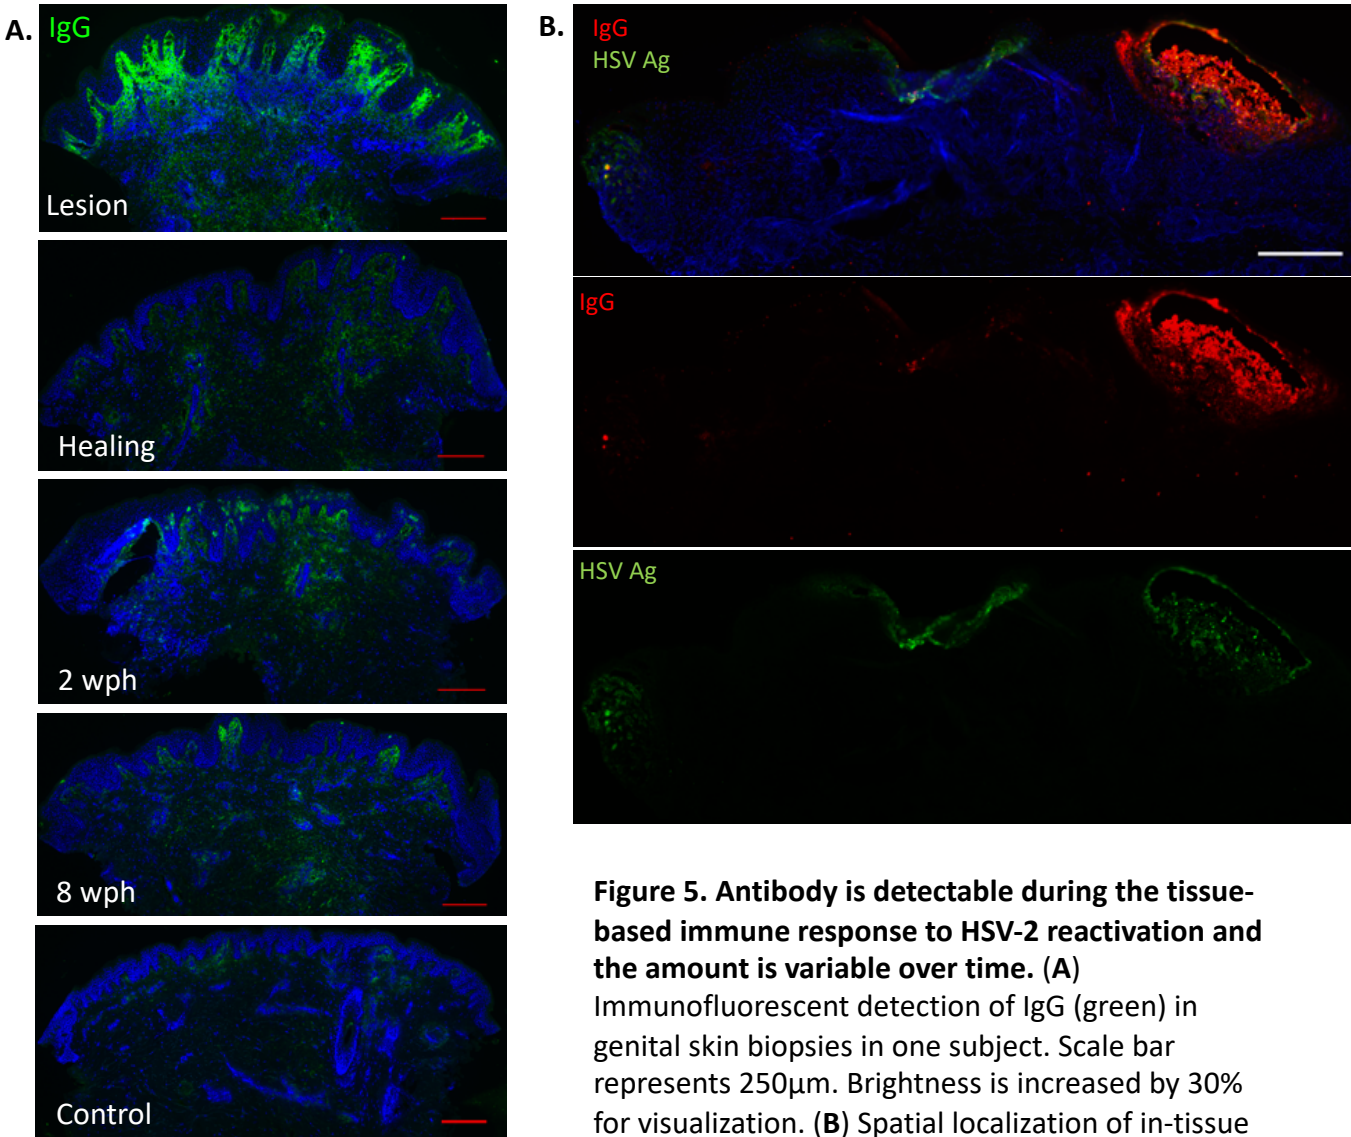 A.
IgG
Lesion
Healing
2 wph
8 wph
Control
B.
IgG
HSV Ag
IgG
HSV Ag
Figure 5. Antibody is detectable during the tissue-
based immune response to HSV-2 reactivation and
the amount is variable over time. (A)
Immunofluorescent detection of IgG (green) in
genital skin biopsies in one subject. Scale bar
represents 250µm. Brightness is increased by 30%
for visualization. (B) Spatial localization of in-tissue